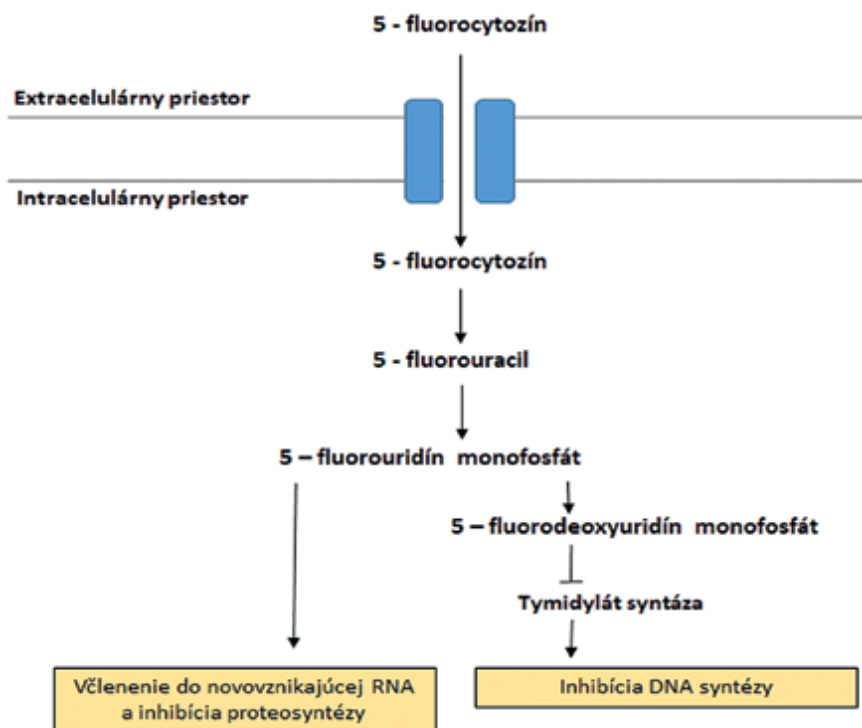 5 - fluorocytozín
Extracelulárny priestor
Intracelulárny priestor
5 - fluorocytozín
5 - fluorouracil
5 – fluorouridín monofosfát
5 – fluorodeoxyuridín monofosfát
Tymidylát syntáza
Včlenenie do novovznikajúcej RNA
a inhibícia proteosyntézy
Inhibícia DNA syntézy